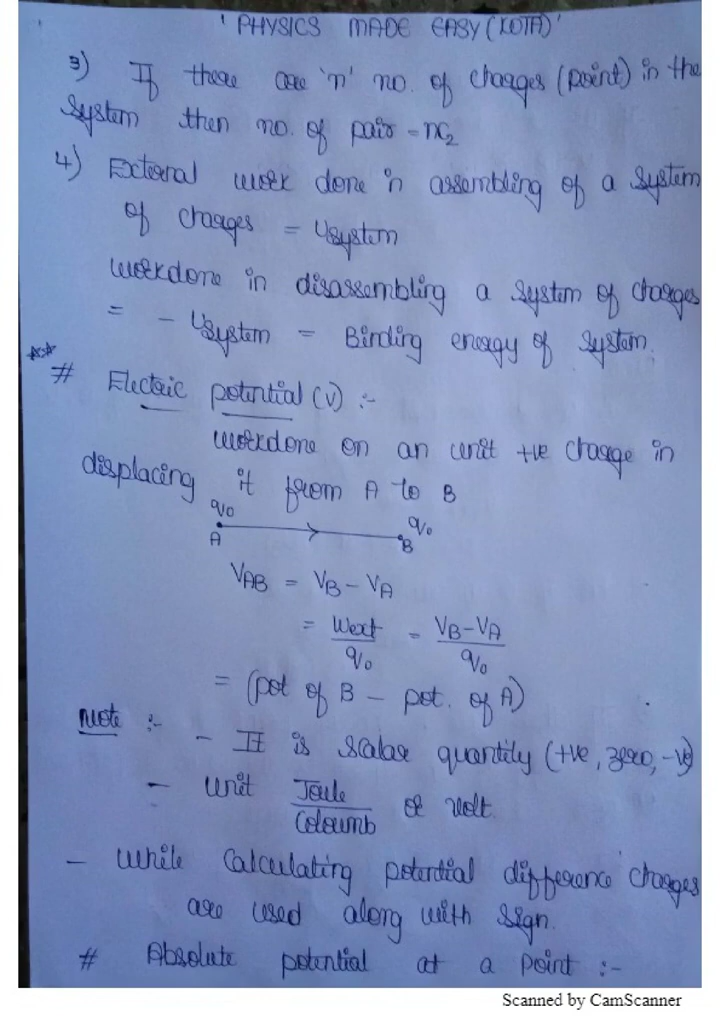 'PHYSICS MADE EASY (KOTA)'
3) If there are 'n' no. of charges (point) in the
system then no. of pair = nC2
4) External work done in assembling of a system
of charges = Usystem
workdone in disassembling a system of charges
= - Usystem = Binding energy of system.
# Electric potential (V) :-
workdone on an unit +ve charge in
displacing it from A to B
q0 q0
A B
VAB = VB - VA
= Wext/q0 = VB-VA/q0
= (pot of B - pot. of A)
Note :- - It is scalar quantity (+ve, zero, -ve)
- unit Joule/Coloumb or volt.
- while calculating potential difference charges
are used along with sign.
# Absolute potential at a point :-
Scanned by CamScanner